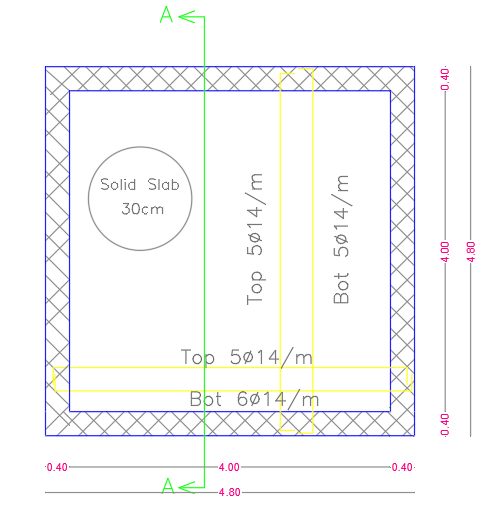 A
0.40
Solid Slab
30cm
Top 5ø14/m
Bot 5ø14/m
4.00
4.80
Top 5ø14/m
Bot 6ø14/m
0.40
0.40
4.00
0.40
A
4.80